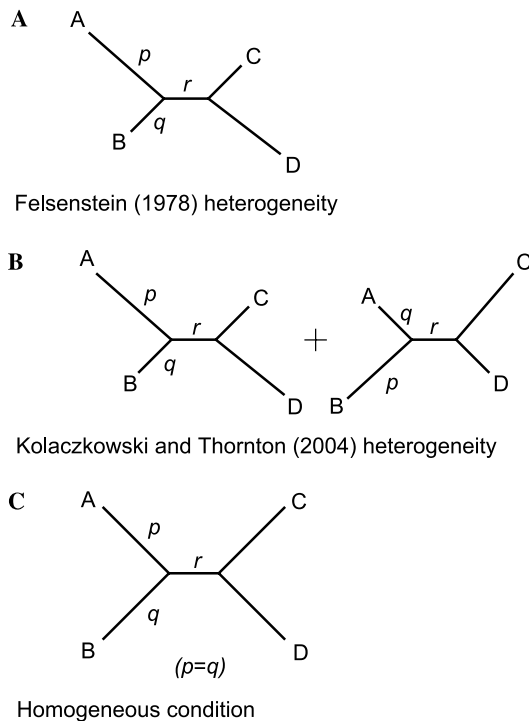 A
A
p
r
C
q
B
D
Felsenstein (1978) heterogeneity
B
A
p
r
C
q
B
D
+
A
q
r
C
p
B
D
Kolaczkowski and Thornton (2004) heterogeneity
C
A
p
r
C
q
B
D
(p=q)
Homogeneous condition